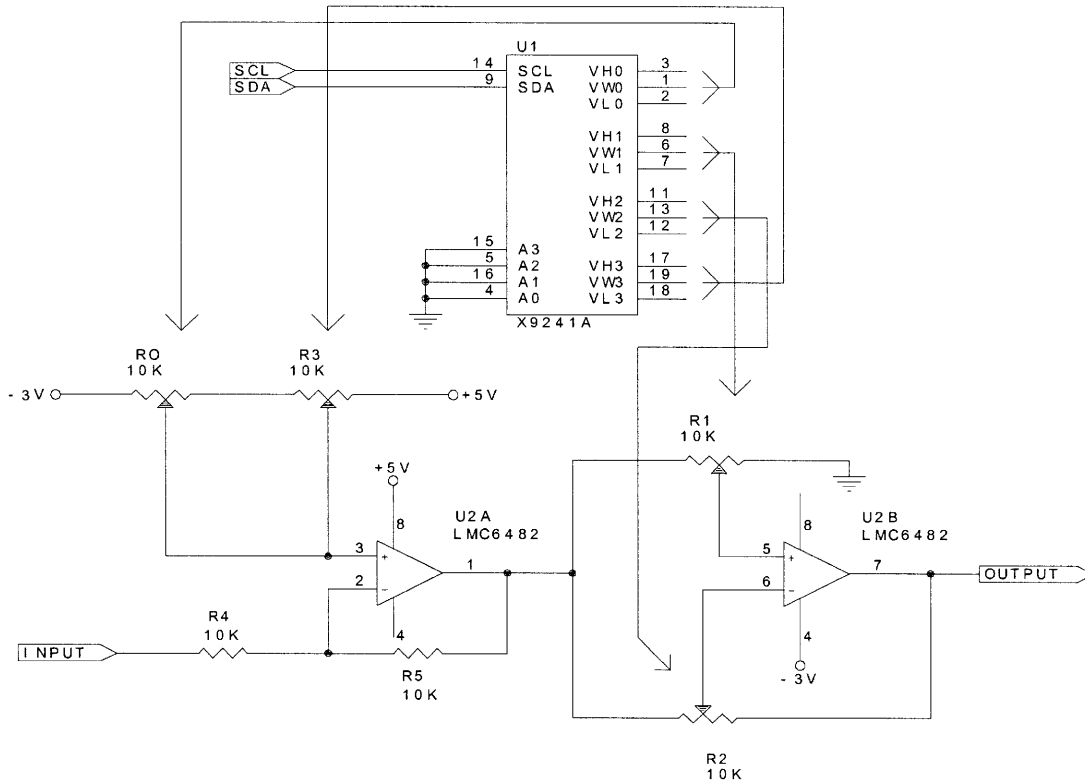 U1
SCL
SDA
14
9
SCL
SDA
VH0
VW0
VL0
3
1
2
VH1
VW1
VL1
8
6
7
VH2
VW2
VL2
11
13
12
VH3
VW3
VL3
17
19
18
15
5
16
4
A3
A2
A1
A0
X9241A
R0
10K
R3
10K
-3V
+5V
R1
10K
+5V
8
U2A
LMC6482
3
+
2
-
1
4
8
U2B
LMC6482
5
+
6
-
7
4
-3V
OUTPUT
INPUT
R4
10K
R5
10K
R2
10K